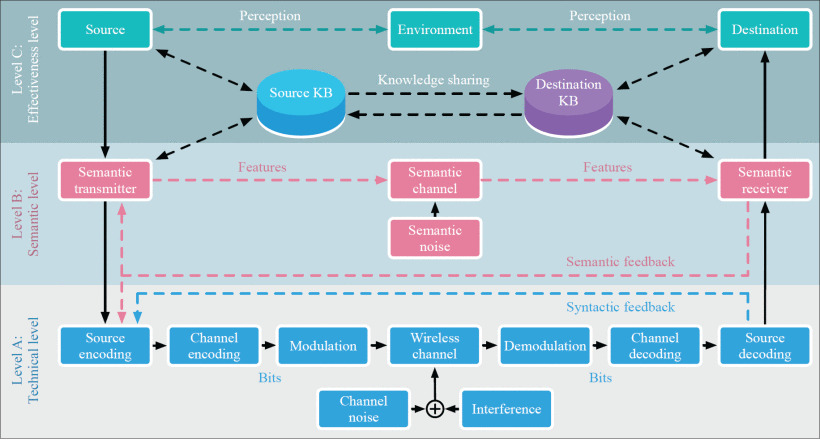 Level C:
Effectiveness level
Source
Perception
Environment
Perception
Destination
Source KB
Knowledge sharing
Destination
KB
Level B:
Semantic level
Semantic
transmitter
Features
Semantic
channel
Features
Semantic
receiver
Semantic
noise
Semantic feedback
Level A:
Technical level
Syntactic feedback
Source
encoding
Channel
encoding
Modulation
Wireless
channel
Demodulation
Channel
decoding
Source
decoding
Bits
Bits
Channel
noise
Interference